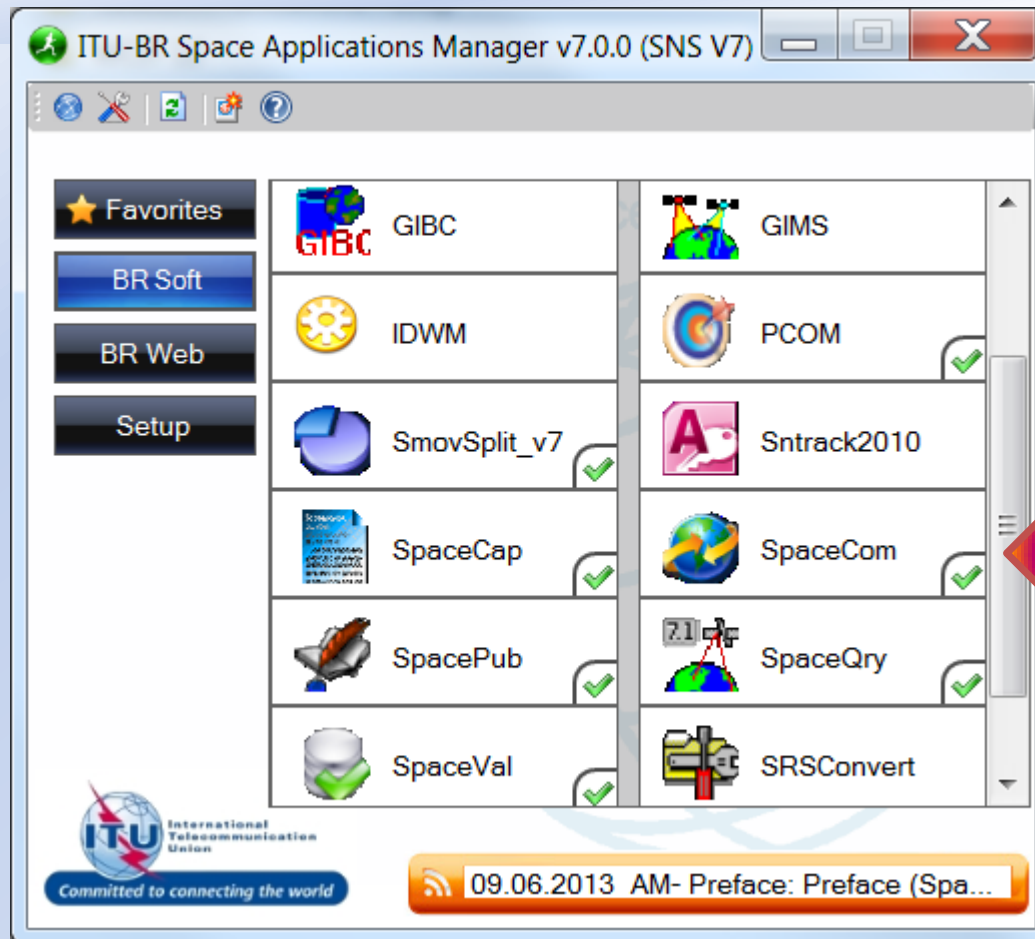 ITU-BR Space Applications Manager v7.0.0 (SNS V7)
Favorites
BR Soft
BR Web
Setup
GIBC
GIBC
GIMS
IDWM
PCOM
SmovSplit_v7
A
Sntrack2010
SpaceCap
SpaceCom
SpacePub
7.1
SpaceQry
SpaceVal
SRSConvert
ITU
International
Telecommunication
Union
Committed to connecting the world
09.06.2013 AM- Preface: Preface (Spa...